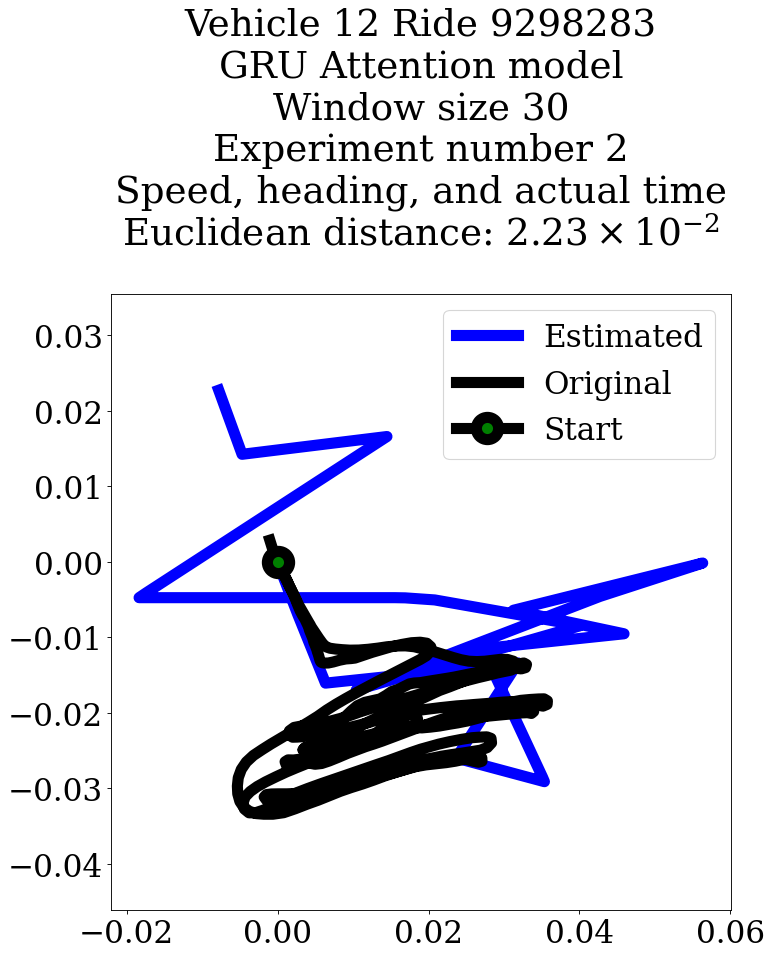 Vehicle 12 Ride 9298283
GRU Attention model
Window size 30
Experiment number 2
Speed, heading, and actual time
Euclidean distance: 2.23 × 10⁻²
Estimated
Original
Start
0.03
0.02
0.01
0.00
−0.01
−0.02
−0.03
−0.04
−0.02 0.00 0.02 0.04 0.06